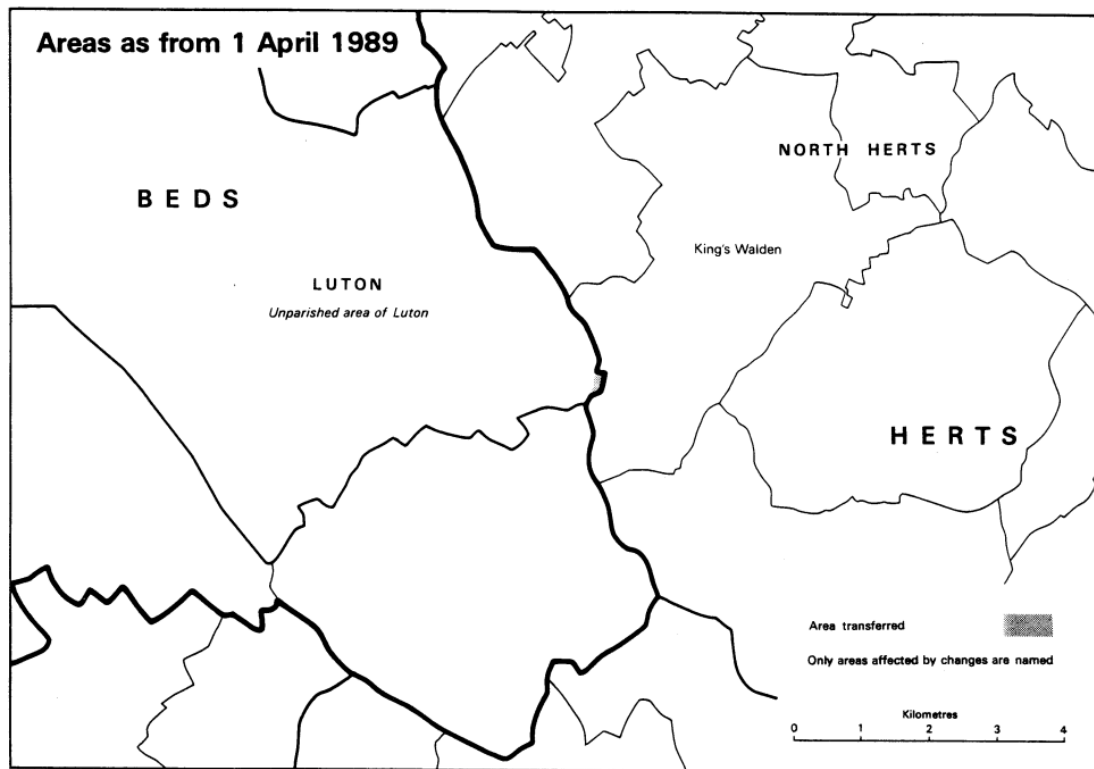 Areas as from 1 April 1989
NORTH HERTS
BEDS
King's Walden
LUTON
Unparished area of Luton
HERTS
Area transferred
Only areas affected by changes are named
Kilometres
0 1 2 3 4